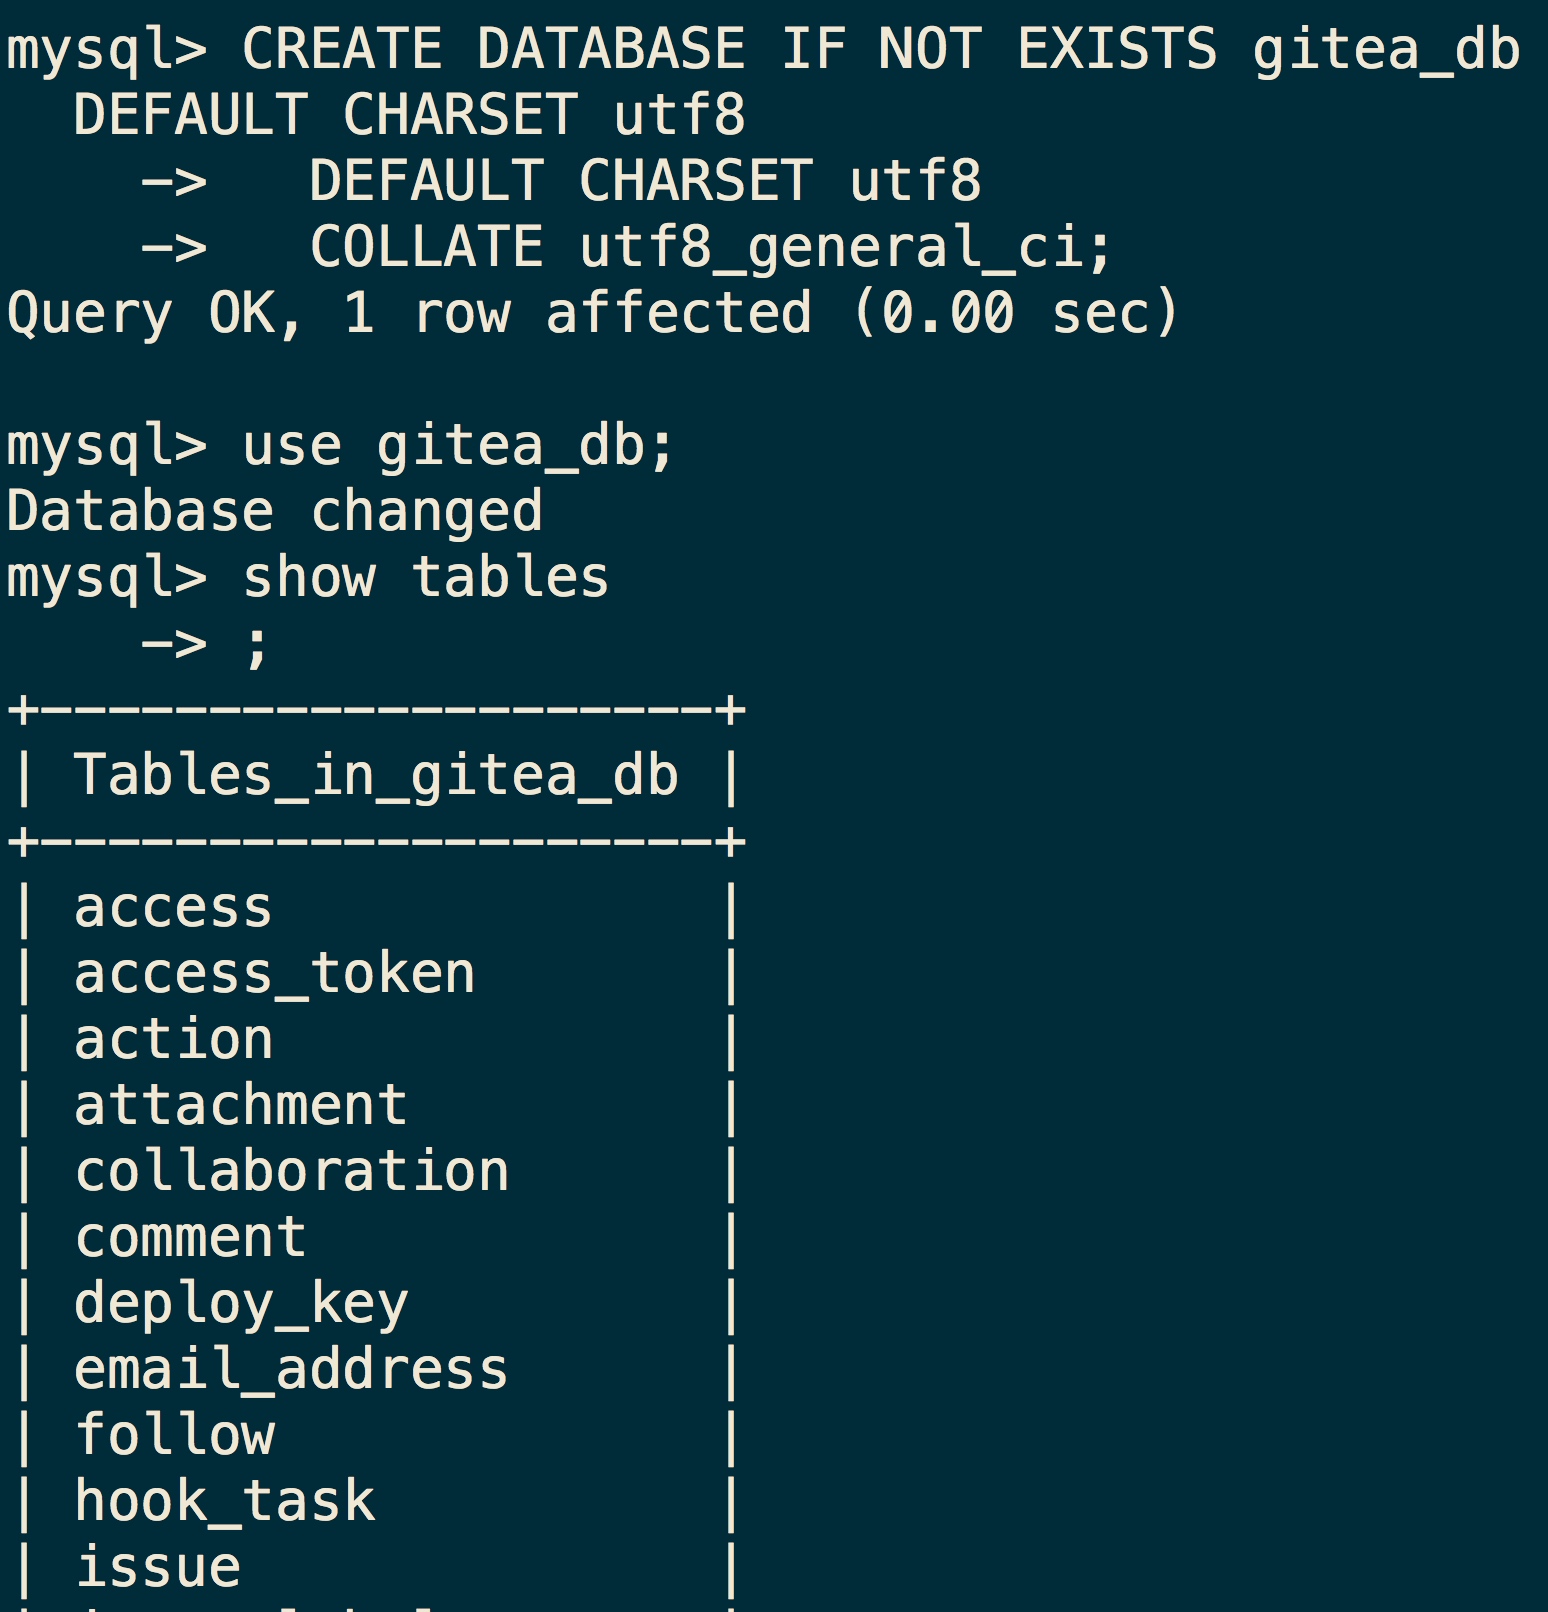 mysql> CREATE DATABASE IF NOT EXISTS gitea_db
  DEFAULT CHARSET utf8
    ->   DEFAULT CHARSET utf8
    ->   COLLATE utf8_general_ci;
Query OK, 1 row affected (0.00 sec)

mysql> use gitea_db;
Database changed
mysql> show tables
    -> ;
+--------------------+
| Tables_in_gitea_db |
+--------------------+
| access             |
| access_token       |
| action             |
| attachment         |
| collaboration      |
| comment            |
| deploy_key         |
| email_address      |
| follow             |
| hook_task          |
| issue              |